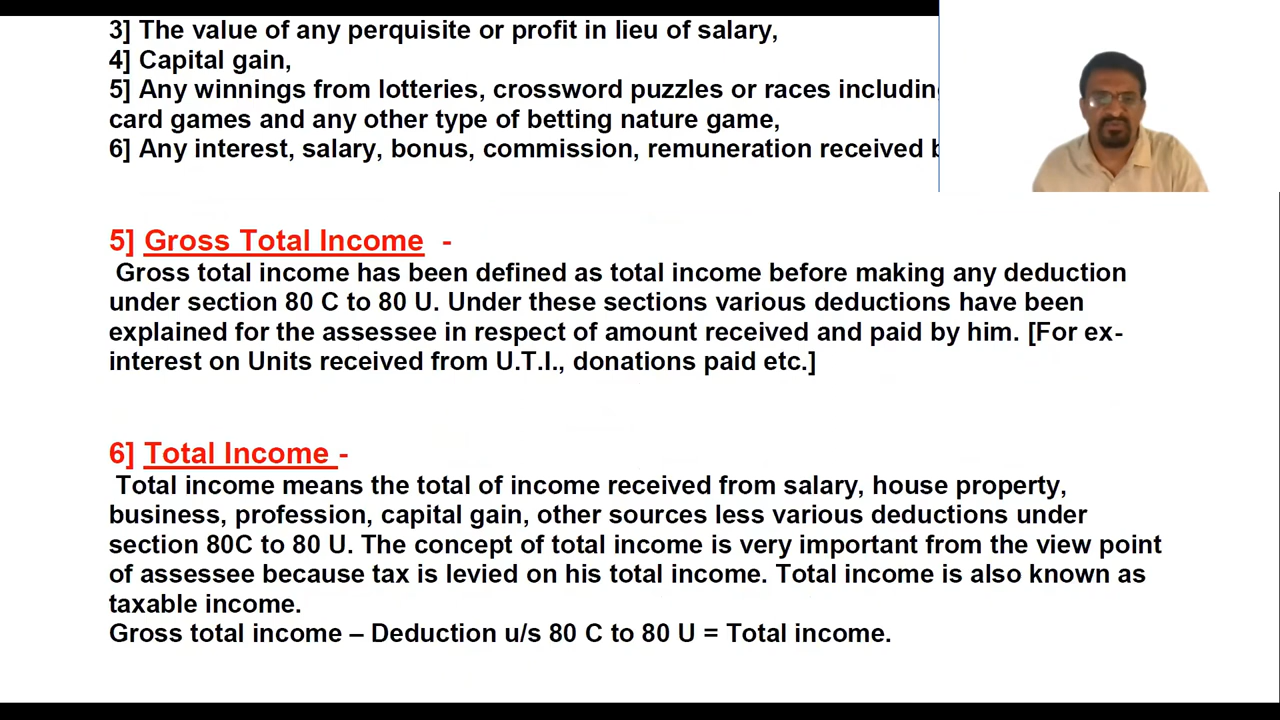 3] The value of any perquisite or profit in lieu of salary,
4] Capital gain,
5] Any winnings from lotteries, crossword puzzles or races including
card games and any other type of betting nature game,
6] Any interest, salary, bonus, commission, remuneration received
5] Gross Total Income -
Gross total income has been defined as total income before making any deduction
under section 80 C to 80 U. Under these sections various deductions have been
explained for the assessee in respect of amount received and paid by him. [For ex-
interest on Units received from U.T.I., donations paid etc.]
6] Total Income -
Total income means the total of income received from salary, house property,
business, profession, capital gain, other sources less various deductions under
section 80C to 80 U. The concept of total income is very important from the view point
of assessee because tax is levied on his total income. Total income is also known as
taxable income.
Gross total income – Deduction u/s 80 C to 80 U = Total income.